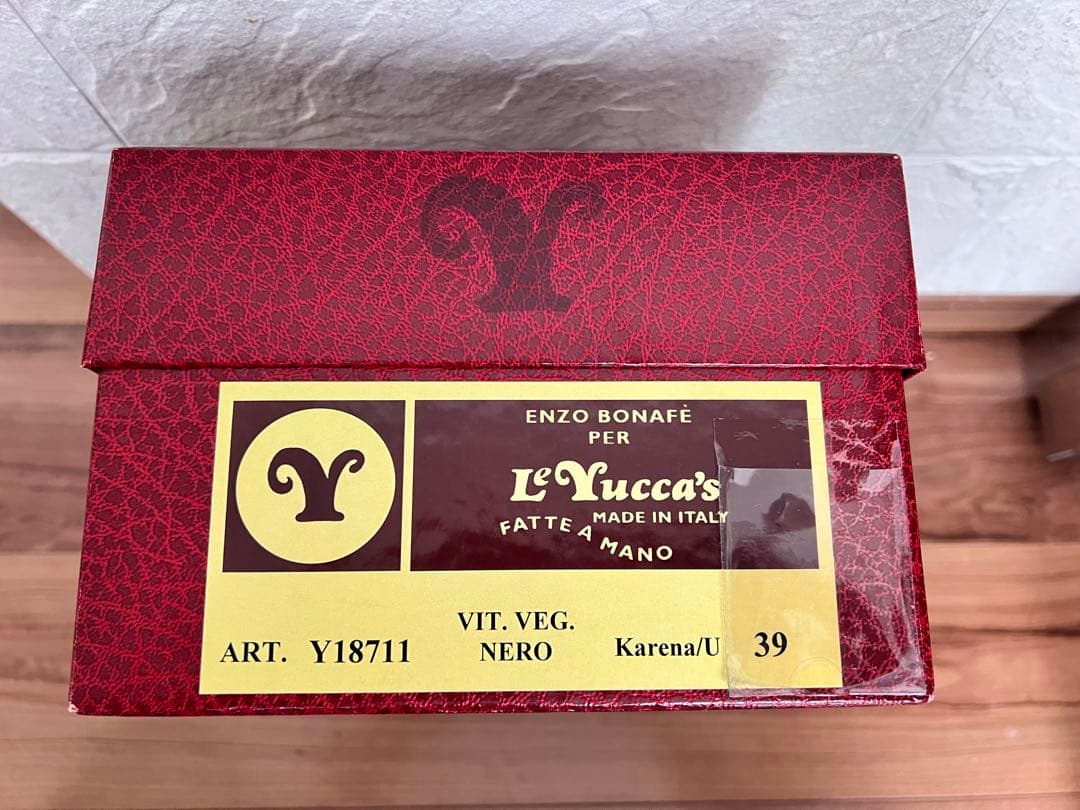 Y
Y
ENZO BONAFÈ
PER
Le Yucca's
MADE IN ITALY
FATTE A MANO
VIT. VEG.
ART. Y18711 NERO Karena/U 39